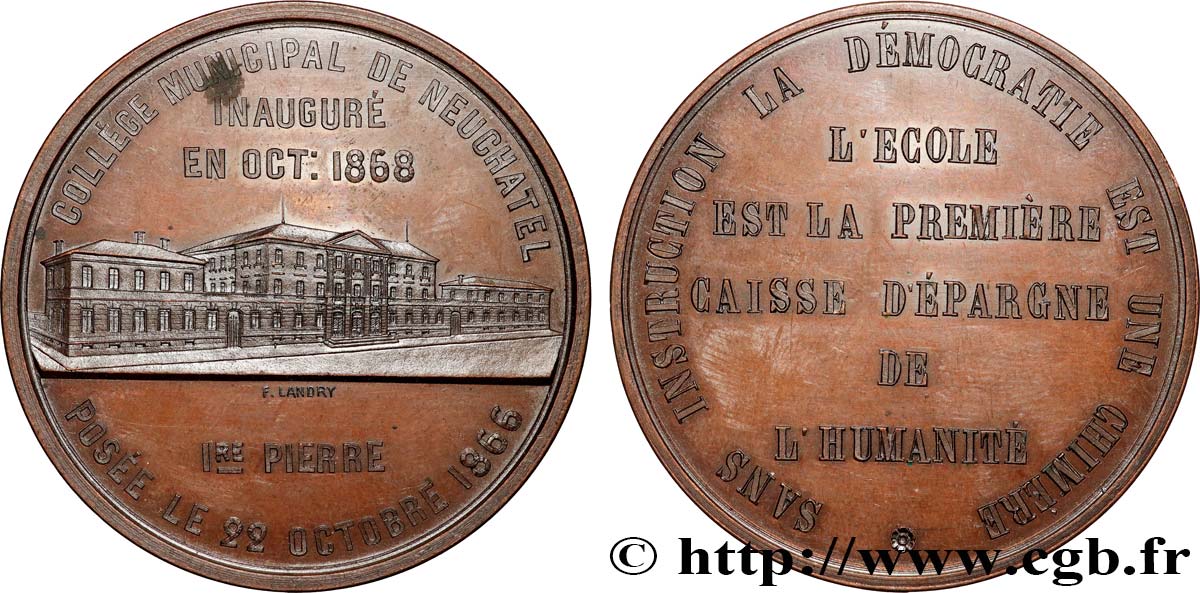 COLLÉGE MUNICIPAL DE NEUCHATEL
INAUGURÉ
EN OCT: 1868
F. LANDRY
1RE PIERRE
POSÉE LE 22 OCTOBRE 1866
SANS INSTRUCTION LA DÉMOCRATIE EST UNE CHIMÈRE
L'ECOLE
EST LA PREMIÈRE
CAISSE D'ÉPARGNE
DE
L'HUMANITÉ
© http://www.cgb.fr